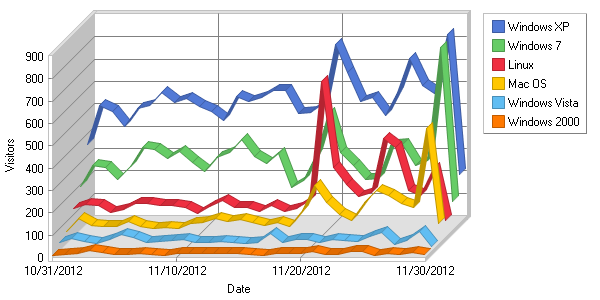 Windows XP
Windows 7
Linux
Mac OS
Windows Vista
Windows 2000
Visitors
900
800
700
600
500
400
300
200
100
0
10/31/2012
11/10/2012
11/20/2012
11/30/2012
Date